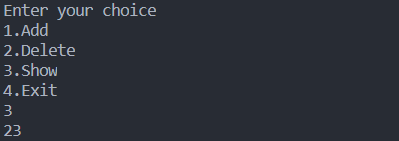 Enter your choice
1.Add
2.Delete
3.Show
4.Exit
3
23